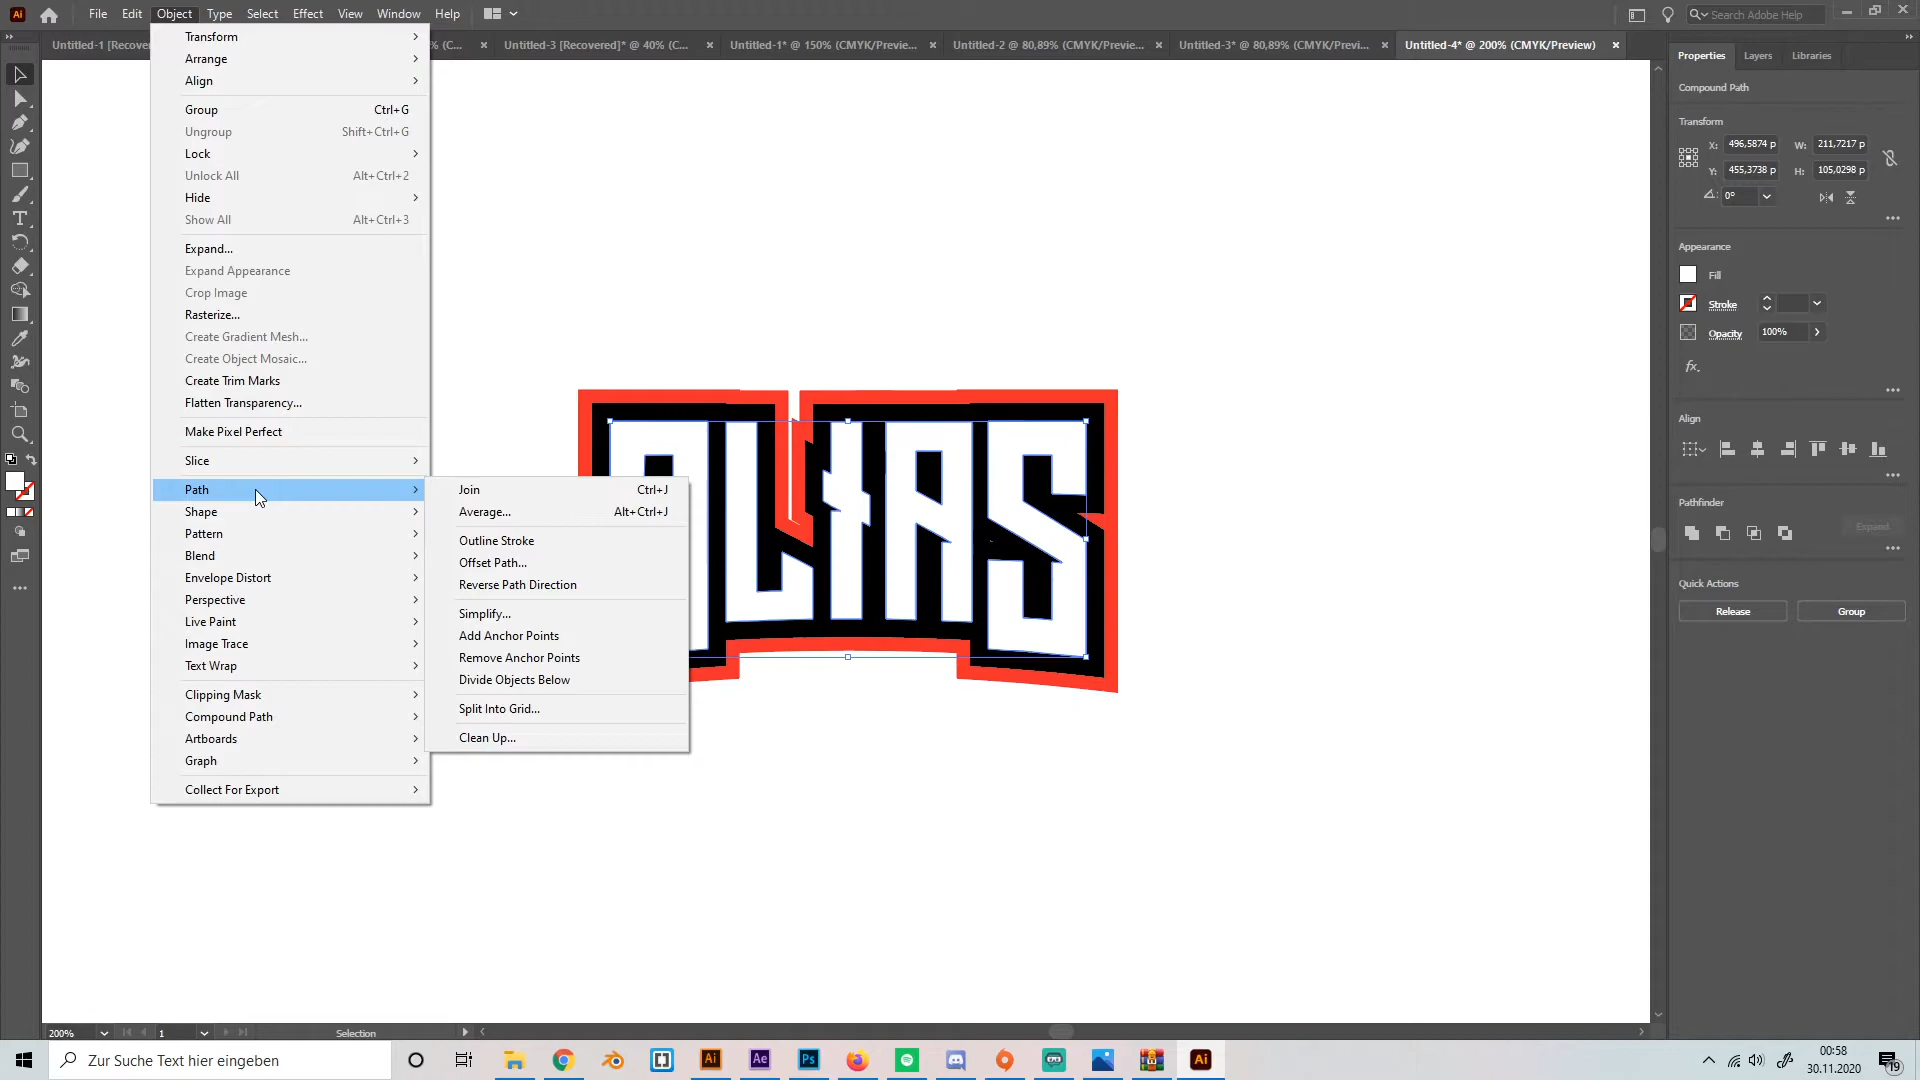 File Edit Object Type Select Effect View Window Help
Search Adobe Help
Untitled-1 [Recove
% (C...
Untitled-3 [Recovered]* @ 40% (C...
Untitled-1* @ 150% (CMYK/Previe...
Untitled-2 @ 80,89% (CMYK/Previe...
Untitled-3* @ 80,89% (CMYK/Previ...
Untitled-4* @ 200% (CMYK/Preview)
Transform
Arrange
Align
Group Ctrl+G
Ungroup Shift+Ctrl+G
Lock
Unlock All Alt+Ctrl+2
Hide
Show All Alt+Ctrl+3
Expand...
Expand Appearance
Crop Image
Rasterize...
Create Gradient Mesh...
Create Object Mosaic...
Create Trim Marks
Flatten Transparency...
Make Pixel Perfect
Slice
Path
Shape
Pattern
Blend
Envelope Distort
Perspective
Live Paint
Image Trace
Text Wrap
Clipping Mask
Compound Path
Artboards
Graph
Collect For Export
Join Ctrl+J
Average... Alt+Ctrl+J
Outline Stroke
Offset Path...
Reverse Path Direction
Simplify...
Add Anchor Points
Remove Anchor Points
Divide Objects Below
Split Into Grid...
Clean Up...
Properties Layers Libraries
Compound Path
Transform
X: 496,5874 p W: 211,7217 p
Y: 455,3738 p H: 105,0298 p
0°
Appearance
Fill
Stroke
Opacity 100%
fx.
Align
Pathfinder
Expand
Quick Actions
Release Group
200% 1 Selection
Zur Suche Text hier eingeben
Ai Ae Ps Ai
00:58
30.11.2020
19